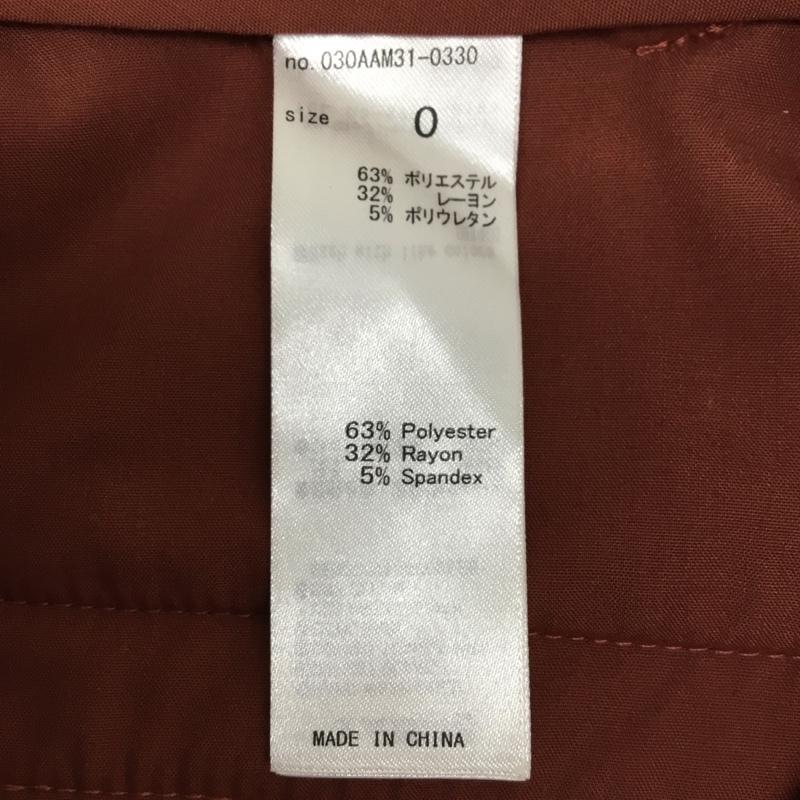 no. 030AAM31-0330
size 0
63% ポリエステル
32% レーヨン
5% ポリウレタン
63% Polyester
32% Rayon
5% Spandex
MADE IN CHINA